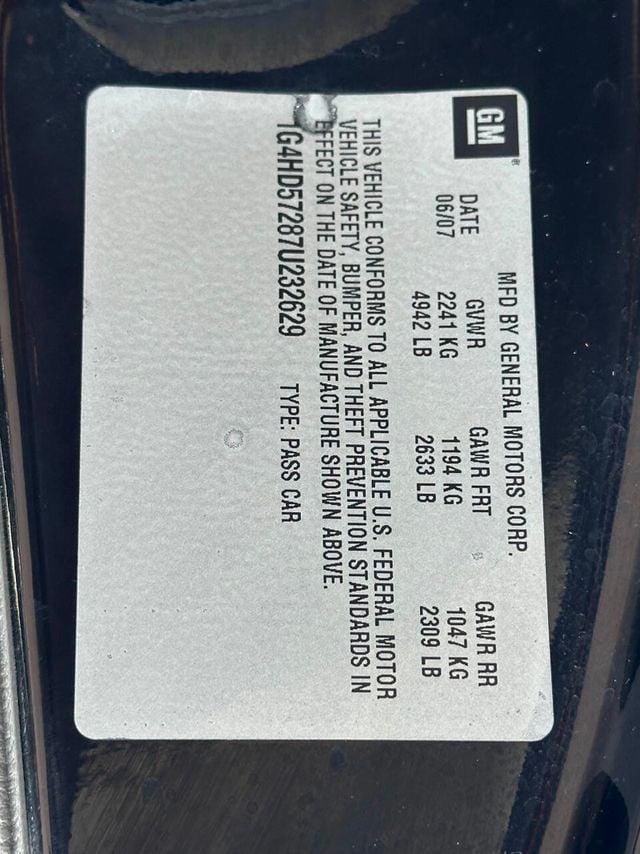 GM
MFD BY GENERAL MOTORS CORP.
DATE GVWR GAWR FRT GAWR RR
06/07 2241 KG 1194 KG 1047 KG
4942 LB 2633 LB 2309 LB
THIS VEHICLE CONFORMS TO ALL APPLICABLE U.S. FEDERAL MOTOR
VEHICLE SAFETY, BUMPER, AND THEFT PREVENTION STANDARDS IN
EFFECT ON THE DATE OF MANUFACTURE SHOWN ABOVE.
1G4HD57287U232629 TYPE: PASS CAR